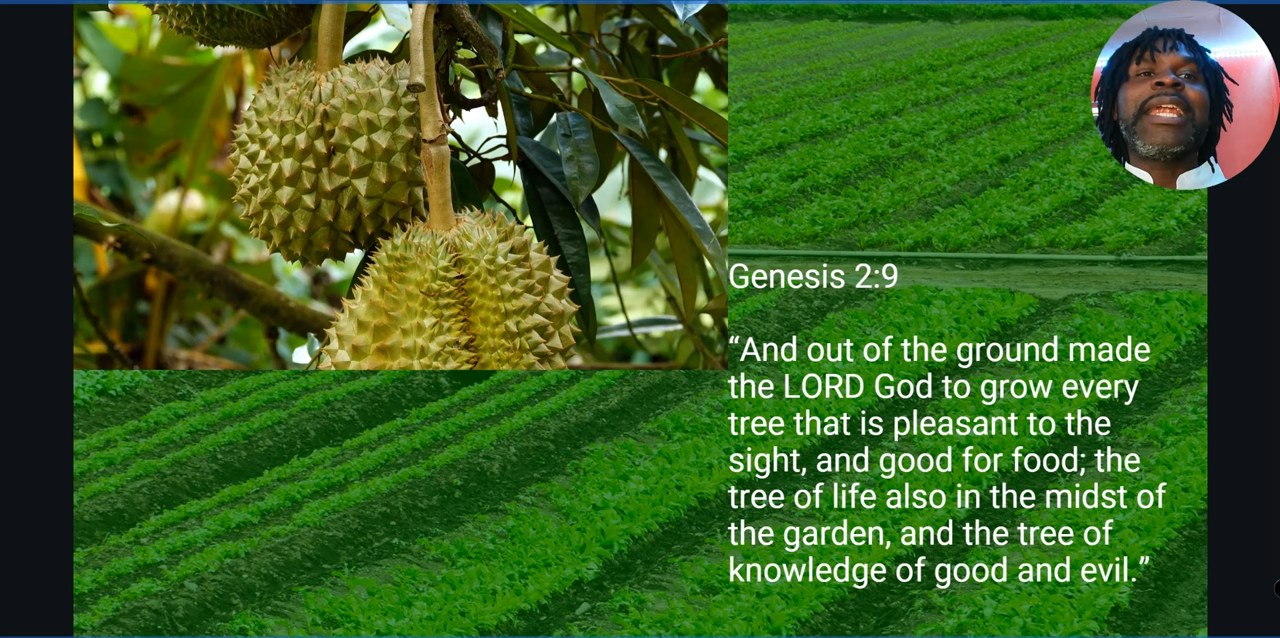 Genesis 2:9
“And out of the ground made
the LORD God to grow every
tree that is pleasant to the
sight, and good for food; the
tree of life also in the midst of
the garden, and the tree of
knowledge of good and evil.”